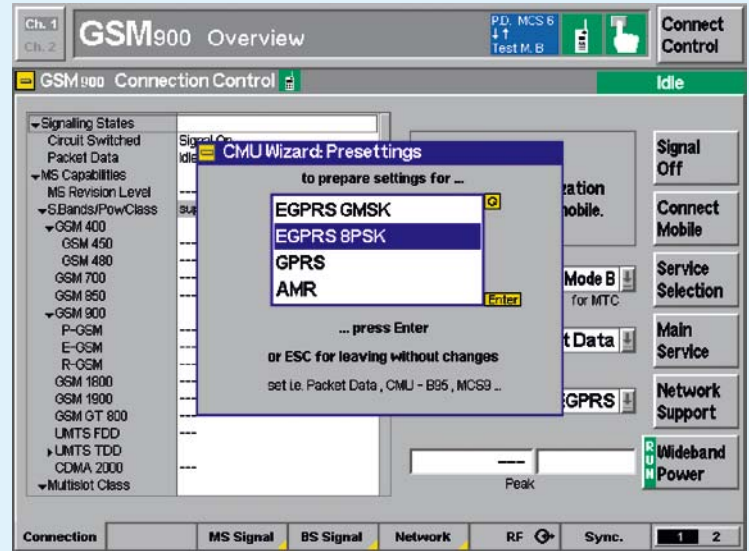 Ch. 1
Ch. 2
GSM900 Overview
P.D. MCS 6
↓↑
Test M. B
Connect
Control
GSM900 Connection Control
Idle
Signalling States
Circuit Switched
Packet Data
Idle
MS Capabilities
MS Revision Level
---
S.Bands/PowClass
GSM 400
GSM 450
---
GSM 480
---
GSM 700
---
GSM 850
---
GSM 900
P-GSM
---
E-GSM
---
R-GSM
---
GSM 1800
---
GSM 1900
---
GSM GT 800
---
UMTS FDD
---
UMTS TDD
CDMA 2000
---
Multislot Class
CMU Wizard: Presettings
to prepare settings for ...
EGPRS GMSK
EGPRS 8PSK
GPRS
AMR
Enter
... press Enter
or ESC for leaving without changes
set i.e. Packet Data , CMU - B95 , MCS9 ...
Mode B
for MTC
t Data
EGPRS
---
Peak
Signal
Off
Connect
Mobile
Service
Selection
Main
Service
Network
Support
RUN
Wideband
Power
Connection
MS Signal
BS Signal
Network
RF
Sync.
1 2